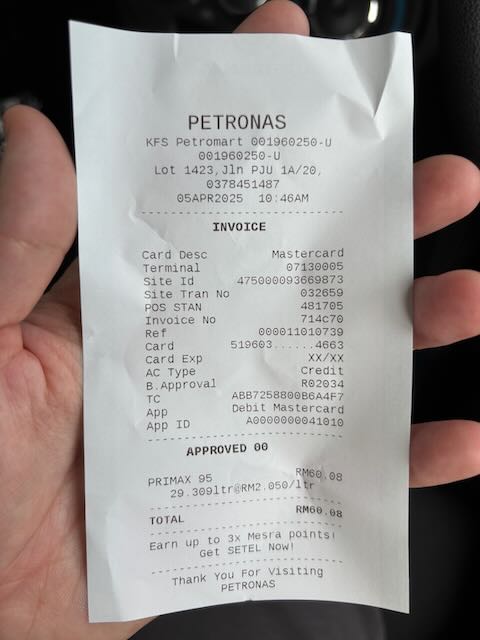 PETRONAS
KFS Petromart 001960250-U
001960250-U
Lot 1423,Jln PJU 1A/20,
0378451487
05APR2025 10:46AM
INVOICE
Card Desc Mastercard
Terminal 07130005
Site Id 475000093669873
Site Tran No 032659
POS STAN 481705
Invoice No 714c70
Ref 000011010739
Card 519603......4663
Card Exp XX/XX
AC Type Credit
B.Approval R02034
TC ABB7258800B6A4F7
App Debit Mastercard
App ID A0000000041010
APPROVED 00
PRIMAX 95 RM60.08
29.309ltr@RM2.050/ltr
TOTAL RM60.08
Earn up to 3x Mesra points!
Get SETEL Now!
Thank You For Visiting
PETRONAS